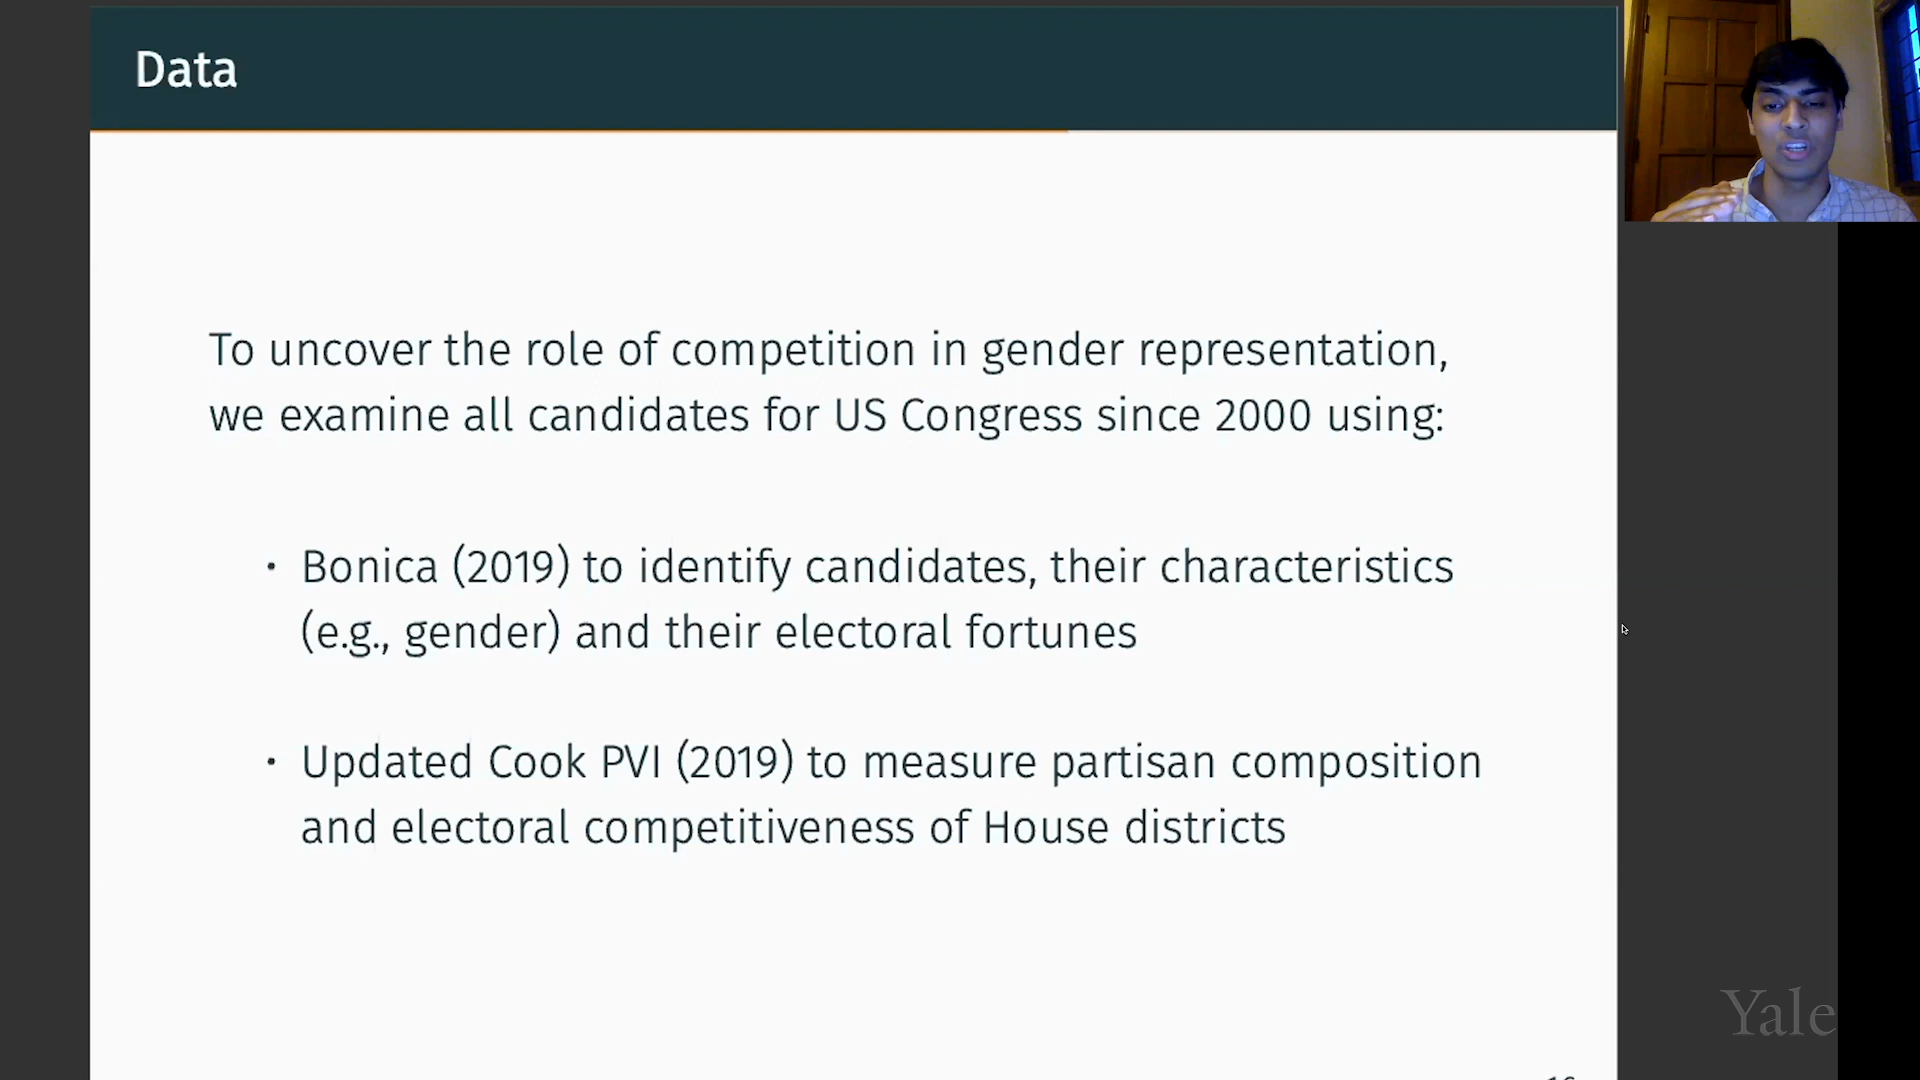 Data
To uncover the role of competition in gender representation,
we examine all candidates for US Congress since 2000 using:
· Bonica (2019) to identify candidates, their characteristics
(e.g., gender) and their electoral fortunes
· Updated Cook PVI (2019) to measure partisan composition
and electoral competitiveness of House districts
Yale